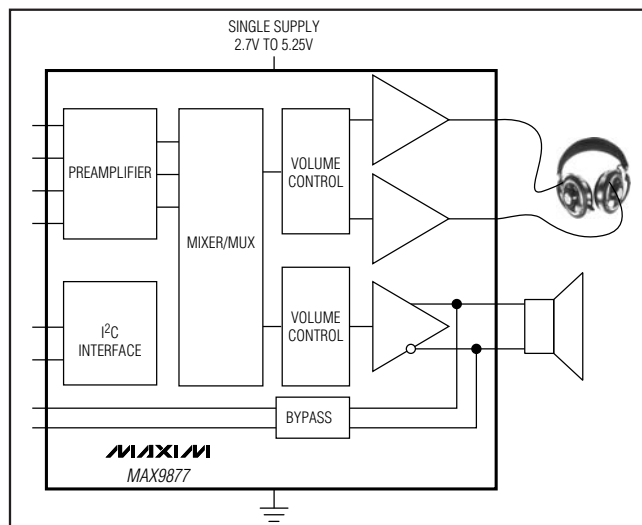 SINGLE SUPPLY
2.7V TO 5.25V
PREAMPLIFIER
MIXER/MUX
VOLUME
CONTROL
I²C
INTERFACE
VOLUME
CONTROL
BYPASS
MAXIM
MAX9877